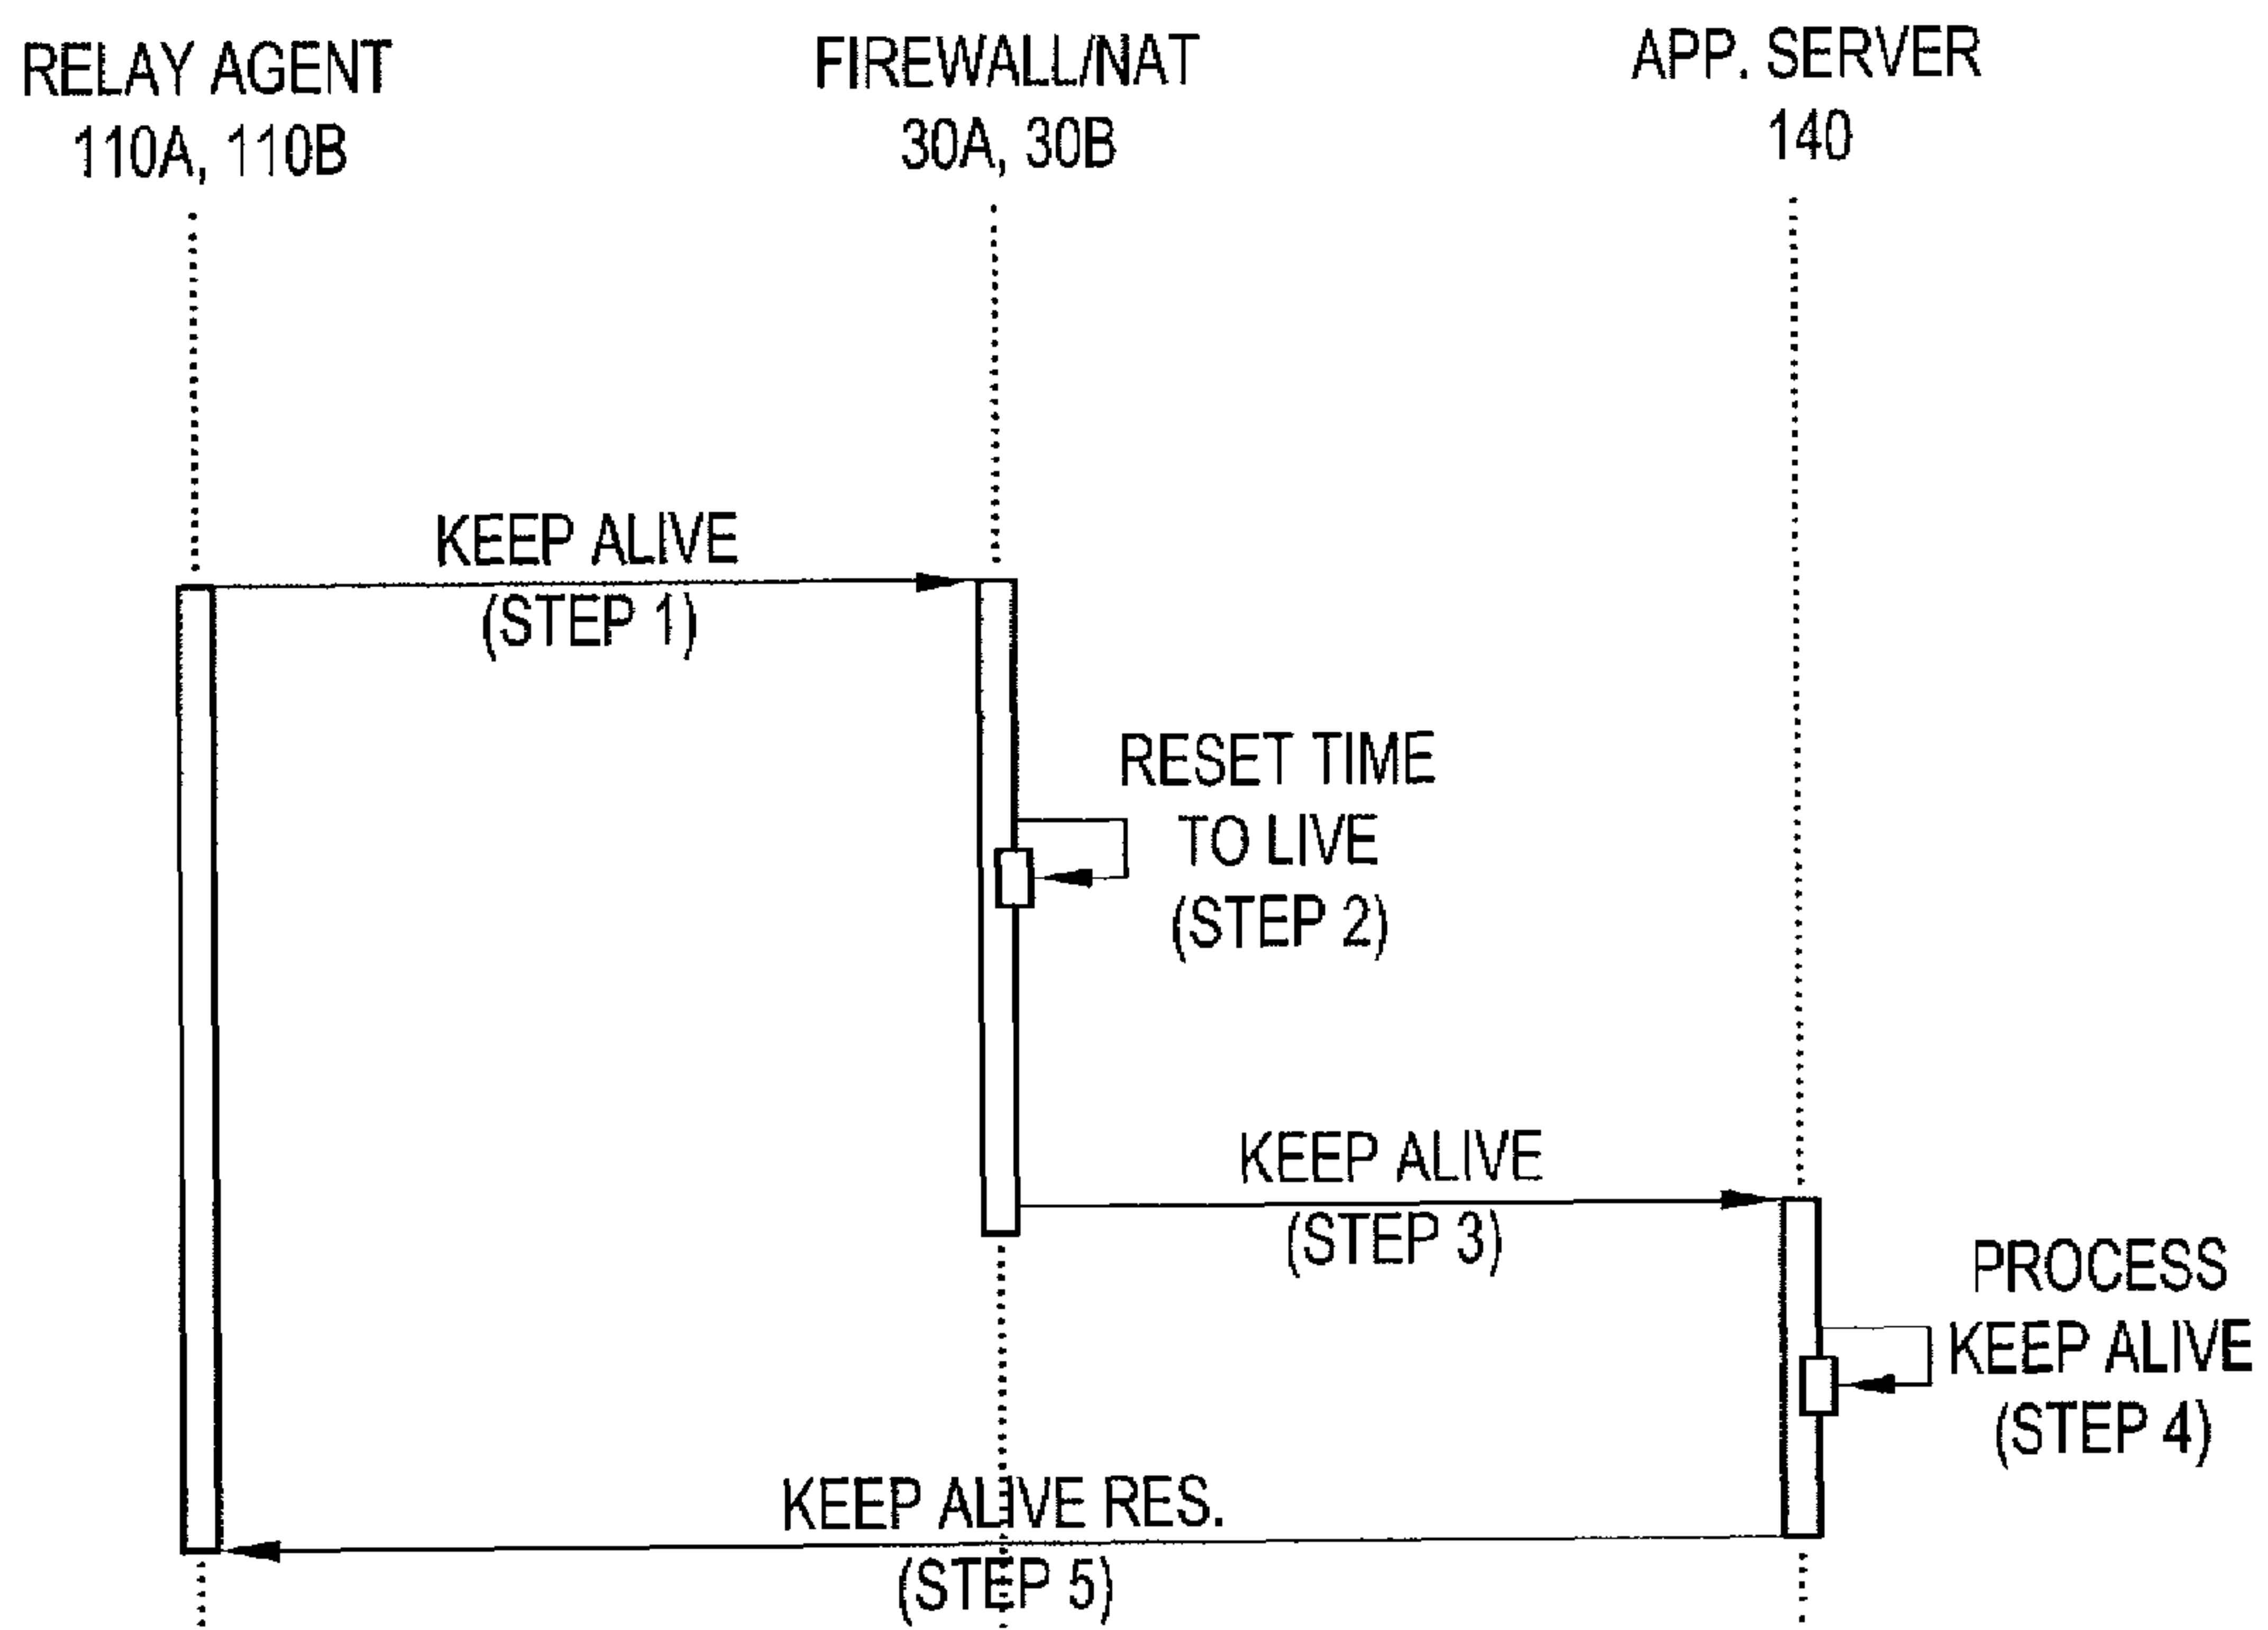 RELAY AGENT
110A, 110B
FIREWALL/NAT
30A, 30B
APP. SERVER
140
KEEP ALIVE
(STEP 1)
RESET TIME
TO LIVE
(STEP 2)
KEEP ALIVE
(STEP 3)
PROCESS
KEEP ALIVE
(STEP 4)
KEEP ALIVE RES.
(STEP 5)